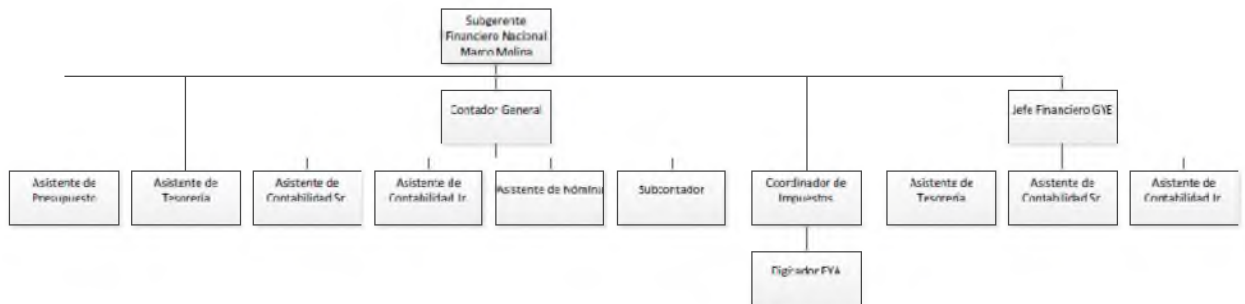 Subgerente
Financiero Nacional
Marco Molina
Contador General
Jefe Financiero GYE
Asistente de
Presupuesto
Asistente de
Tesorería
Asistente de
Contabilidad Sr.
Asistente de
Contabilidad Jr.
Asistente de Nómina
Subcontador
Coordinador de
Impuestos
Asistente de
Tesorería
Asistente de
Contabilidad Sr.
Asistente de
Contabilidad Jr.
Digitador